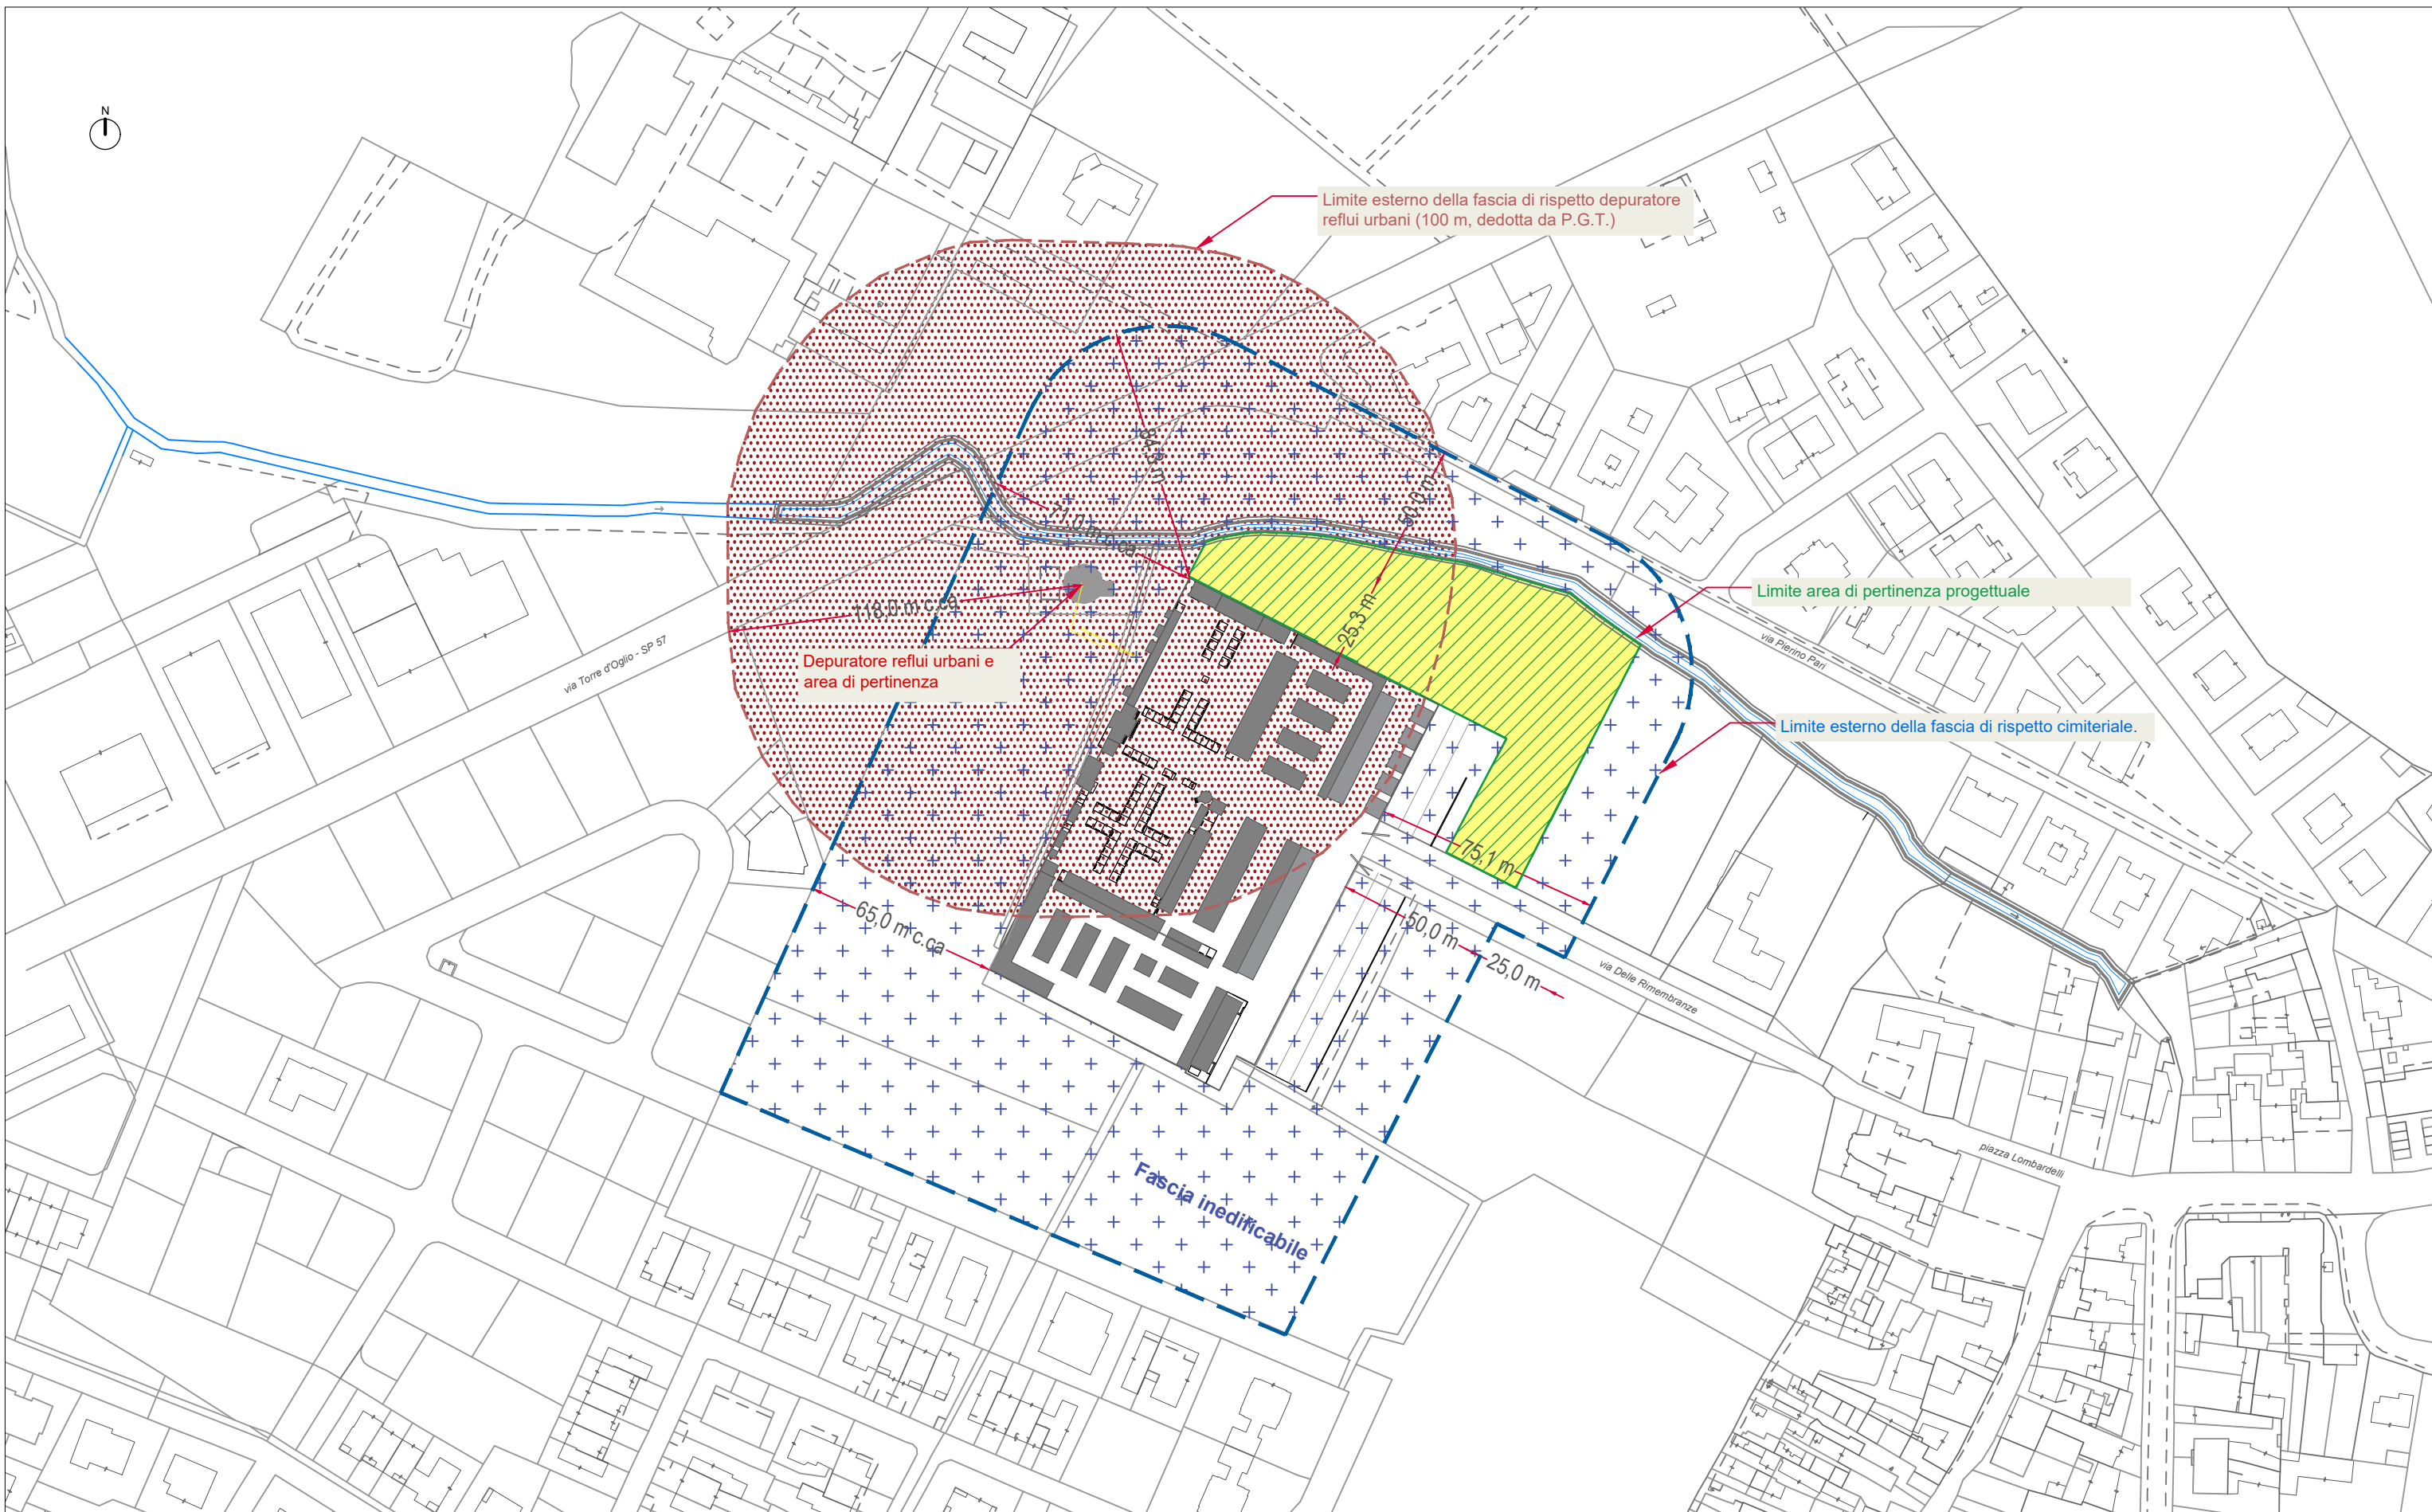 N
Limite esterno della fascia di rispetto depuratore
reflui urbani (100 m, dedotta da P.G.T.)
84,9 m
50,0 m
71,0 m c.ca
Limite area di pertinenza progettuale
118,0 m c.ca
25,3 m
via Pierino Pari
Depuratore reflui urbani e
area di pertinenza
via Torre d'Oglio - SP 57
Limite esterno della fascia di rispetto cimiteriale.
75,1 m
65,0 m c.ca
50,0 m
25,0 m
via Delle Rimembranze
piazza Lombardelli
Fascia inedificabile